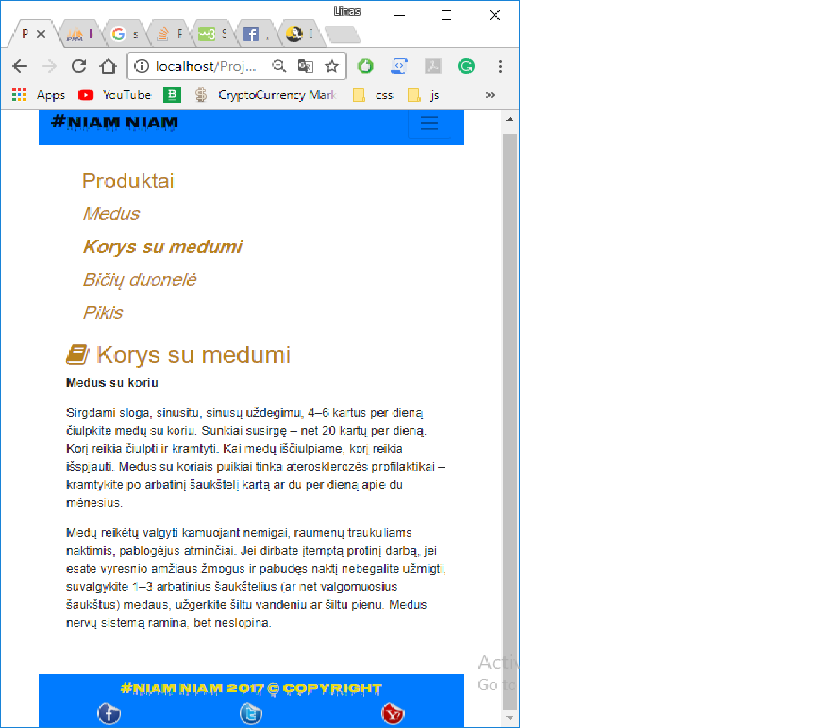 Linas
P
s
F
S
localhost/Proj...
Apps
YouTube
CryptoCurrency Mark
css
js
»
#NIAM NIAM
Produktai
Medus
Korys su medumi
Bičių duonelė
Pikis
Korys su medumi
Medus su koriu
Sirgdami sloga, sinusitu, sinusų uždegimu, 4–6 kartus per dieną
čiulpkite medų su koriu. Sunkiai susirgę – net 20 kartų per dieną.
Korį reikia čiulpti ir kramtyti. Kai medų iščiulpiame, korį reikia
išspjauti. Medus su koriais puikiai tinka aterosklerozės profilaktikai –
kramtykite po arbatinį šaukštelį kartą ar du per dieną apie du
mėnesius.
Medų reikėtų valgyti kamuojant nemigai, raumenų traukuliams
naktimis, pablogėjus atminčiai. Jei dirbate įtemptą protinį darbą, jei
esate vyresnio amžiaus žmogus ir pabudęs naktį nebegalite užmigti,
suvalgykite 1–3 arbatinius šaukštelius (ar net valgomuosius
šaukštus) medaus, užgerkite šiltu vandeniu ar šiltu pienu. Medus
nervų sistemą ramina, bet neslopina.
Activ
Go to
#NIAM NIAM 2017 © COPYRIGHT